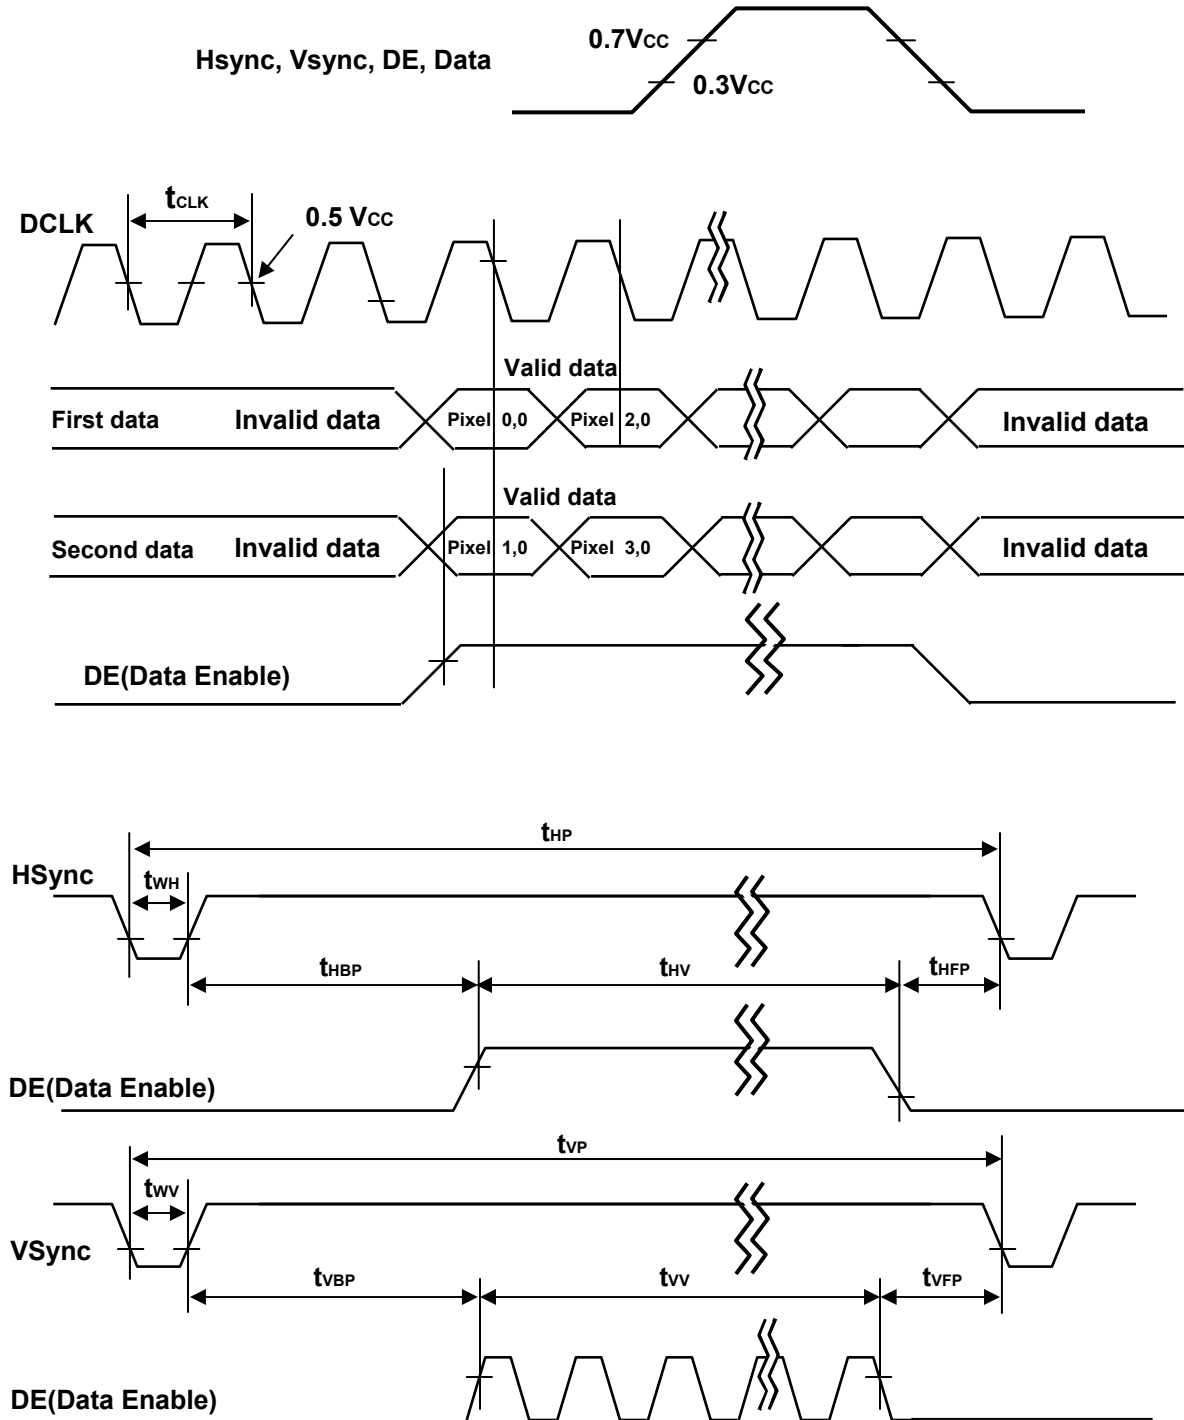 0.7VCC
Hsync, Vsync, DE, Data
0.3VCC
tCLK
DCLK
0.5 VCC
Valid data
First data
Invalid data
Pixel 0,0
Pixel 2,0
Invalid data
Valid data
Second data
Invalid data
Pixel 1,0
Pixel 3,0
Invalid data
DE(Data Enable)
tHP
HSync
tWH
tHBP
tHV
tHFP
DE(Data Enable)
tVP
tWV
VSync
tVBP
tVV
tVFP
DE(Data Enable)